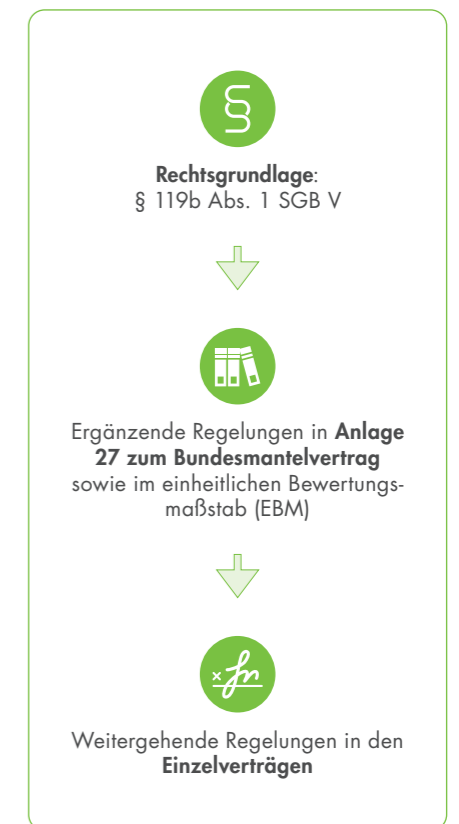 §
Rechtsgrundlage:
§ 119b Abs. 1 SGB V
Ergänzende Regelungen in Anlage
27 zum Bundesmantelvertrag
sowie im einheitlichen Bewertungs-
maßstab (EBM)
Weitergehende Regelungen in den
Einzelverträgen